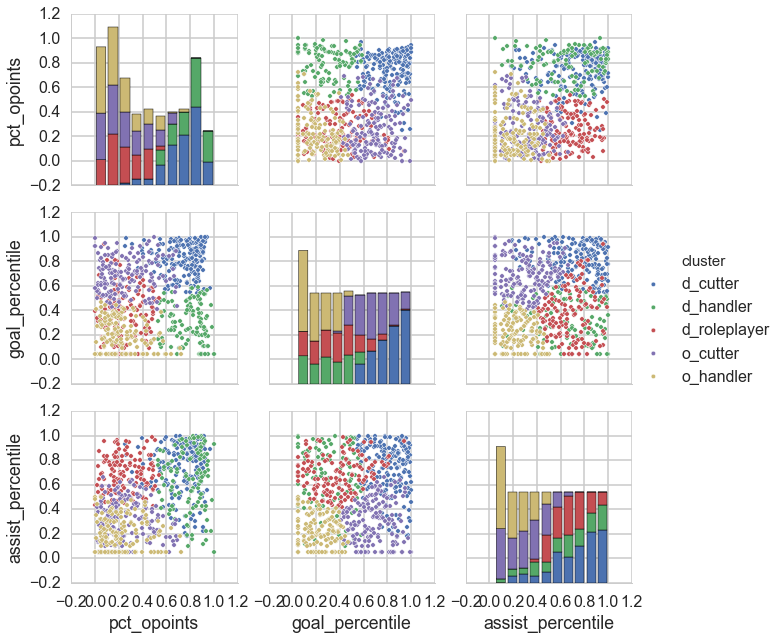 1.2
1.0
0.8
0.6
0.4
0.2
0.0
−0.2
pct_opoints
1.2
1.0
0.8
0.6
0.4
0.2
0.0
−0.2
goal_percentile
cluster
d_cutter
d_handler
d_roleplayer
o_cutter
o_handler
1.2
1.0
0.8
0.6
0.4
0.2
0.0
−0.2
assist_percentile
−0.2 0.0 0.2 0.4 0.6 0.8 1.0 1.2
−0.2 0.0 0.2 0.4 0.6 0.8 1.0 1.2
−0.2 0.0 0.2 0.4 0.6 0.8 1.0 1.2
pct_opoints
goal_percentile
assist_percentile